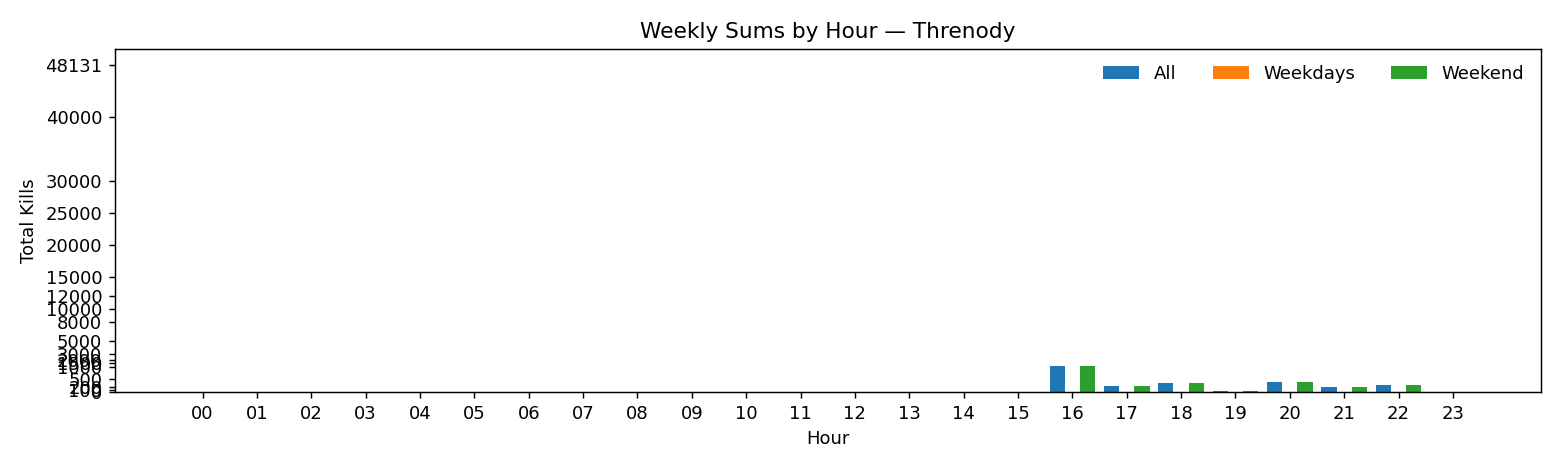 Weekly Sums by Hour — Threnody
All Weekdays Weekend
Total Kills
48131
40000
30000
25000
20000
15000
12000
10000
8000
5000
3000
1000
500
00 01 02 03 04 05 06 07 08 09 10 11 12 13 14 15 16 17 18 19 20 21 22 23
Hour